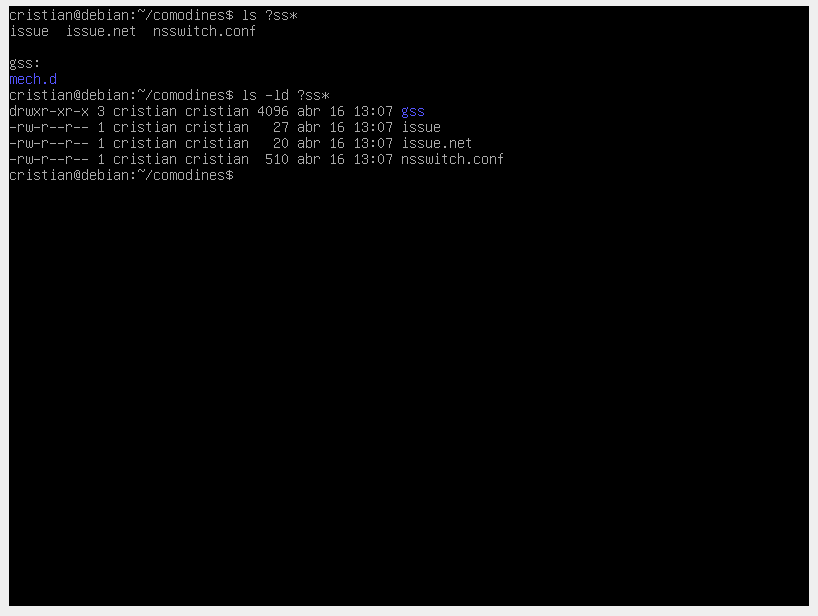 cristian@debian:~/comodines$ ls ?ss*
issue  issue.net  nsswitch.conf

gss:
mech.d
cristian@debian:~/comodines$ ls -ld ?ss*
drwxr-xr-x 3 cristian cristian 4096 abr 16 13:07 gss
-rw-r--r-- 1 cristian cristian   27 abr 16 13:07 issue
-rw-r--r-- 1 cristian cristian   20 abr 16 13:07 issue.net
-rw-r--r-- 1 cristian cristian  510 abr 16 13:07 nsswitch.conf
cristian@debian:~/comodines$